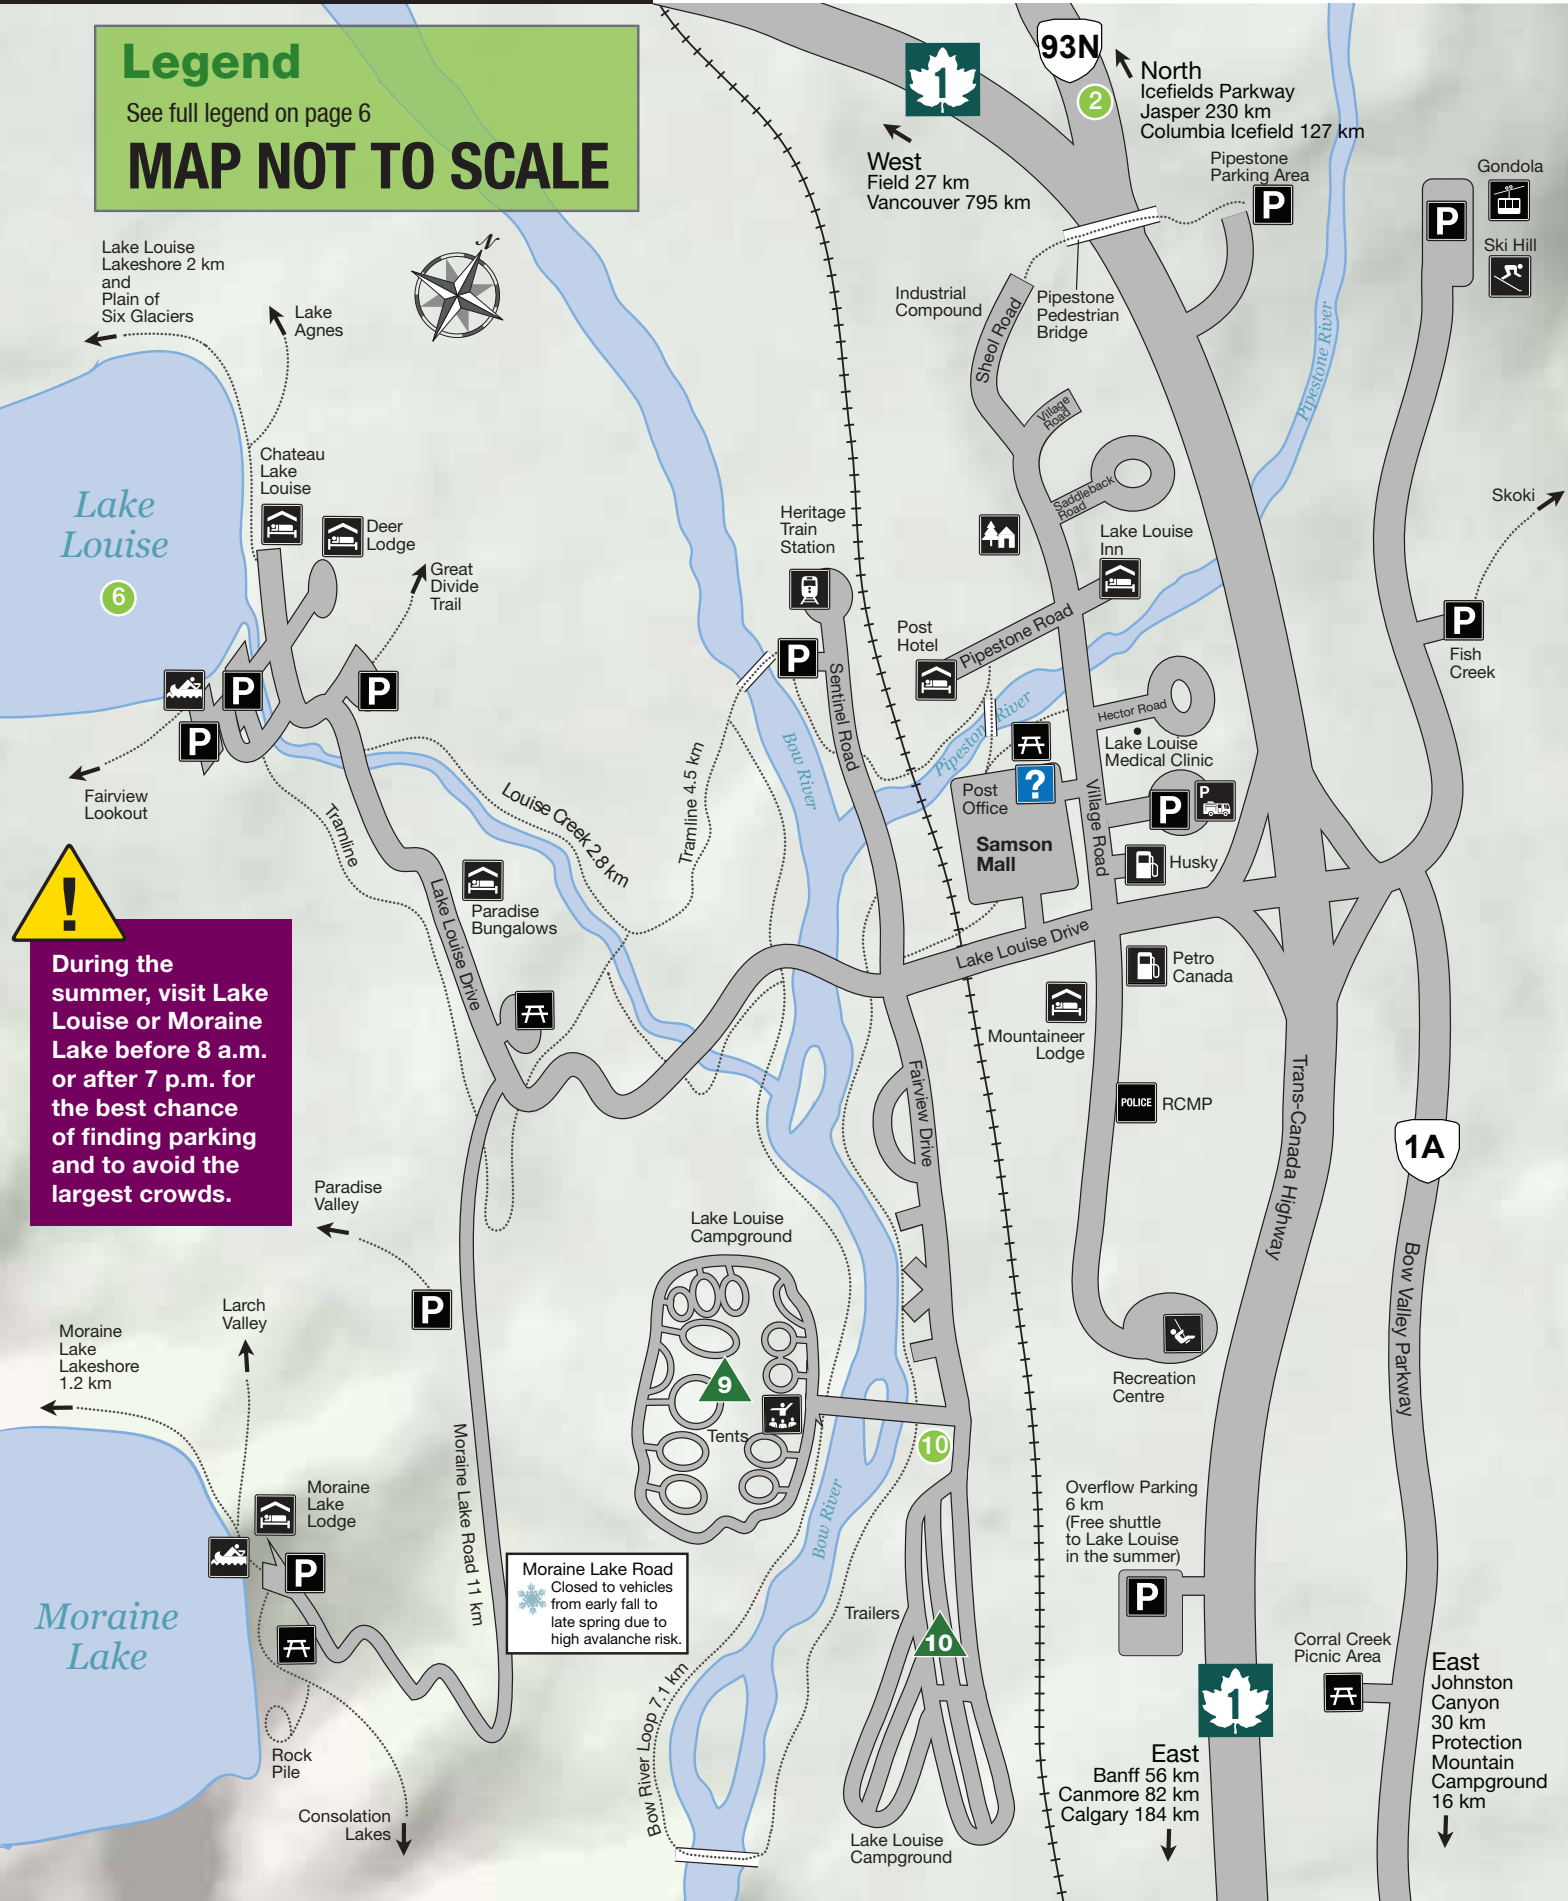 Legend
See full legend on page 6
MAP NOT TO SCALE
1
93N
2
North
Icefields Parkway
Jasper 230 km
Columbia Icefield 127 km
West
Field 27 km
Vancouver 795 km
Pipestone
Parking Area
P
P
Gondola
Ski Hill
Lake Louise
Lakeshore 2 km
and
Plain of
Six Glaciers
Lake
Agnes
N
Industrial
Compound
Sheol Road
Pipestone
Pedestrian
Bridge
Pipestone River
Village
Road
Saddleback
Road
Chateau
Lake
Louise
Deer
Lodge
Great
Divide
Trail
Lake
Louise
6
Heritage
Train
Station
Lake Louise
Inn
Skoki
Post
Hotel
Pipestone Road
P
Fish
Creek
P
P
P
P
Sentinel Road
Fairview
Lookout
Hector Road
Lake Louise
Medical Clinic
Pipestone River
Bow River
Tramline 4.5 km
Louise Creek 2.8 km
Tramline
?
Post
Office
Samson
Mall
Village Road
P
P
Husky
Paradise
Bungalows
Lake Louise Drive
Lake Louise Drive
Petro
Canada
Mountaineer
Lodge
!
During the
summer, visit Lake
Louise or Moraine
Lake before 8 a.m.
or after 7 p.m. for
the best chance
of finding parking
and to avoid the
largest crowds.
Fairview Drive
POLICE
RCMP
Trans-Canada Highway
1A
Bow Valley Parkway
Paradise
Valley
P
Lake Louise
Campground
9
Tents
10
Recreation
Centre
Larch
Valley
Moraine
Lake
Lakeshore
1.2 km
Moraine Lake Road 11 km
Moraine
Lake
Lodge
P
Moraine
Lake
Moraine Lake Road
Closed to vehicles
from early fall to
late spring due to
high avalanche risk.
Bow River
Overflow Parking
6 km
(Free shuttle
to Lake Louise
in the summer)
P
Trailers
10
Corral Creek
Picnic Area
1
East
Johnston
Canyon
30 km
Protection
Mountain
Campground
16 km
East
Banff 56 km
Canmore 82 km
Calgary 184 km
Rock
Pile
Consolation
Lakes
Bow River Loop 7.1 km
Lake Louise
Campground